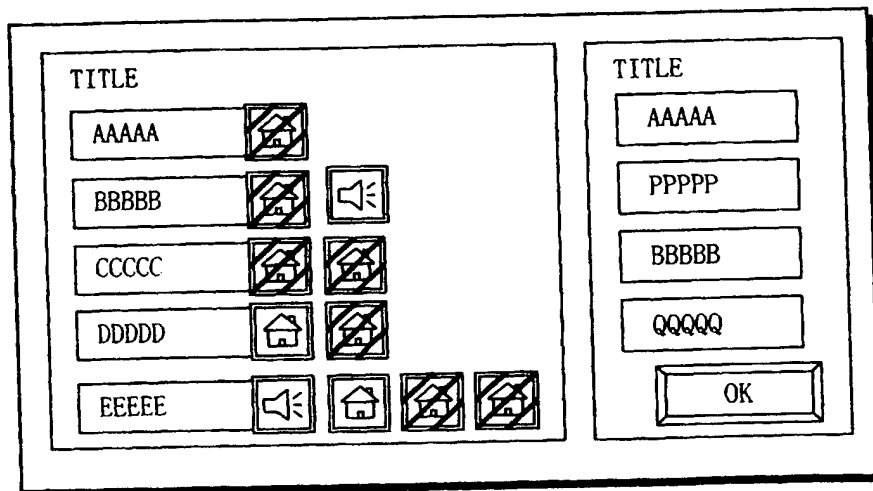 TITLE
AAAAA
BBBBB
CCCCC
DDDDD
EEEEE
TITLE
AAAAA
PPPPP
BBBBB
QQQQQ
OK